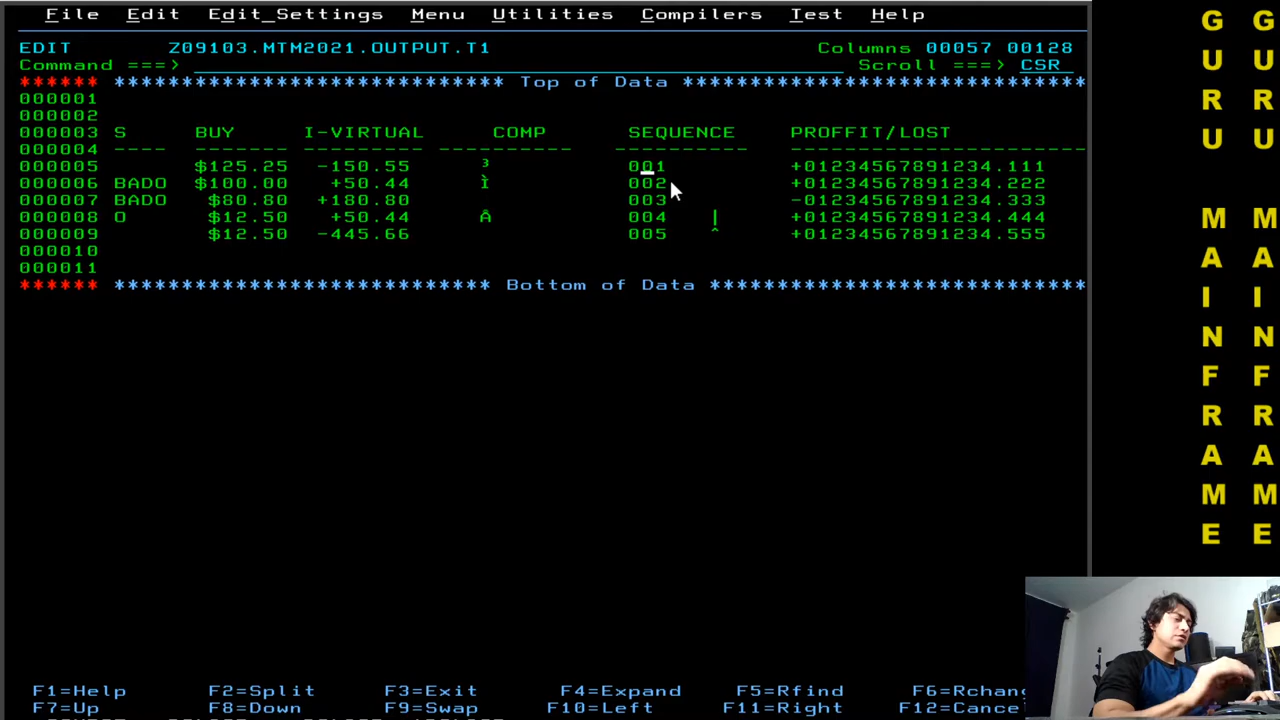 File Edit Edit_Settings Menu Utilities Compilers Test Help
EDIT Z09103.MTM2021.OUTPUT.T1 Columns 00057 00128
Command ===> Scroll ===> CSR
****** ***************************** Top of Data ******************************
000001
000002
000003 S BUY I-VIRTUAL COMP SEQUENCE PROFFIT/LOST
000004 ---- ------- --------- ---------- ---------- ----------------------
000005 $125.25 -150.55 ³ 001 +01234567891234.111
000006 BADO $100.00 +50.44 Ì 002 +01234567891234.222
000007 BADO $80.80 +180.80 003 -01234567891234.333
000008 O $12.50 +50.44 Â 004 | +01234567891234.444
000009 $12.50 -445.66 005 ^ +01234567891234.555
000010
000011
****** **************************** Bottom of Data ****************************
F1=Help F2=Split F3=Exit F4=Expand F5=Rfind F6=Rchang
F7=Up F8=Down F9=Swap F10=Left F11=Right F12=Cance
GURU MAINFRAME
GURU MAINFRAME